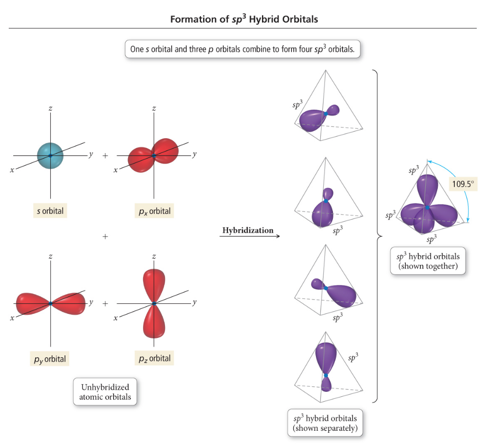 Formation of sp³ Hybrid Orbitals
One s orbital and three p orbitals combine to form four sp³ orbitals.
z
y
x
s orbital
+
z
y
x
pₓ orbital
+
z
y
x
p_y orbital
+
z
y
x
p_z orbital
Unhybridized
atomic orbitals
Hybridization
sp³
sp³
sp³
sp³
sp³ hybrid orbitals
(shown separately)
sp³
109.5°
sp³
sp³
sp³ hybrid orbitals
(shown together)